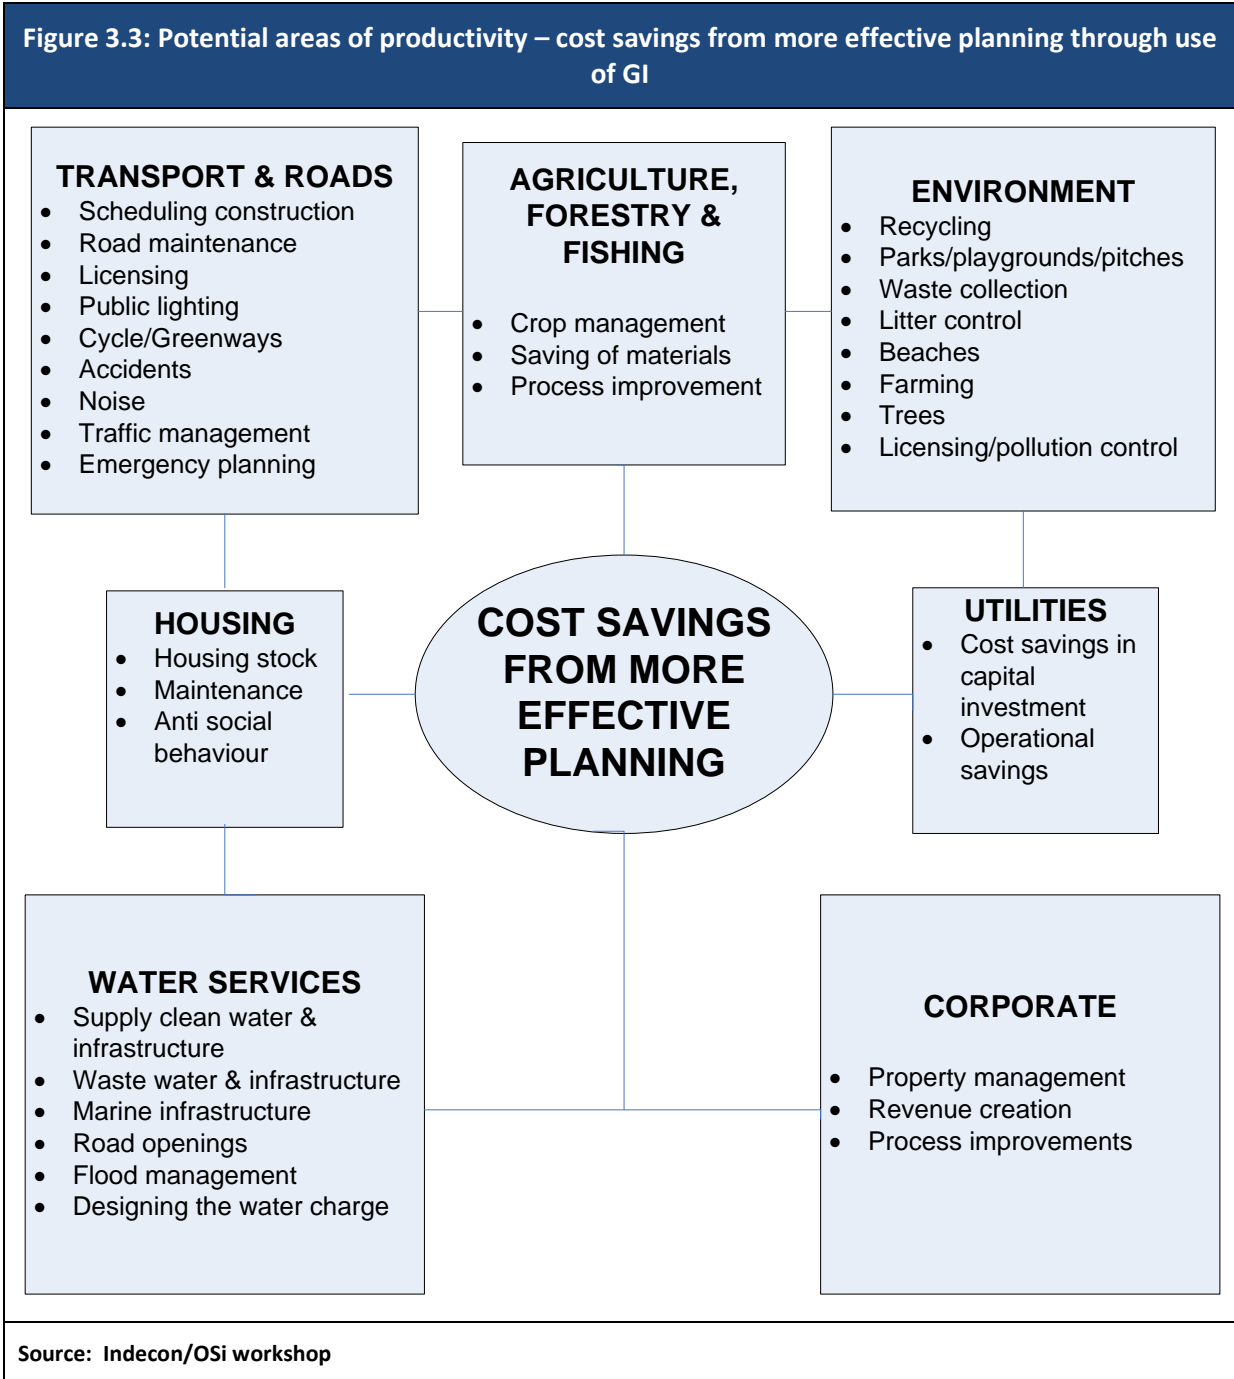 Figure 3.3: Potential areas of productivity – cost savings from more effective planning through use
of GI
TRANSPORT & ROADS
• Scheduling construction
• Road maintenance
• Licensing
• Public lighting
• Cycle/Greenways
• Accidents
• Noise
• Traffic management
• Emergency planning
AGRICULTURE,
FORESTRY &
FISHING
• Crop management
• Saving of materials
• Process improvement
ENVIRONMENT
• Recycling
• Parks/playgrounds/pitches
• Waste collection
• Litter control
• Beaches
• Farming
• Trees
• Licensing/pollution control
HOUSING
• Housing stock
• Maintenance
• Anti social
behaviour
COST SAVINGS
FROM MORE
EFFECTIVE
PLANNING
UTILITIES
• Cost savings in
capital
investment
• Operational
savings
WATER SERVICES
• Supply clean water &
infrastructure
• Waste water & infrastructure
• Marine infrastructure
• Road openings
• Flood management
• Designing the water charge
CORPORATE
• Property management
• Revenue creation
• Process improvements
Source: Indecon/OSi workshop